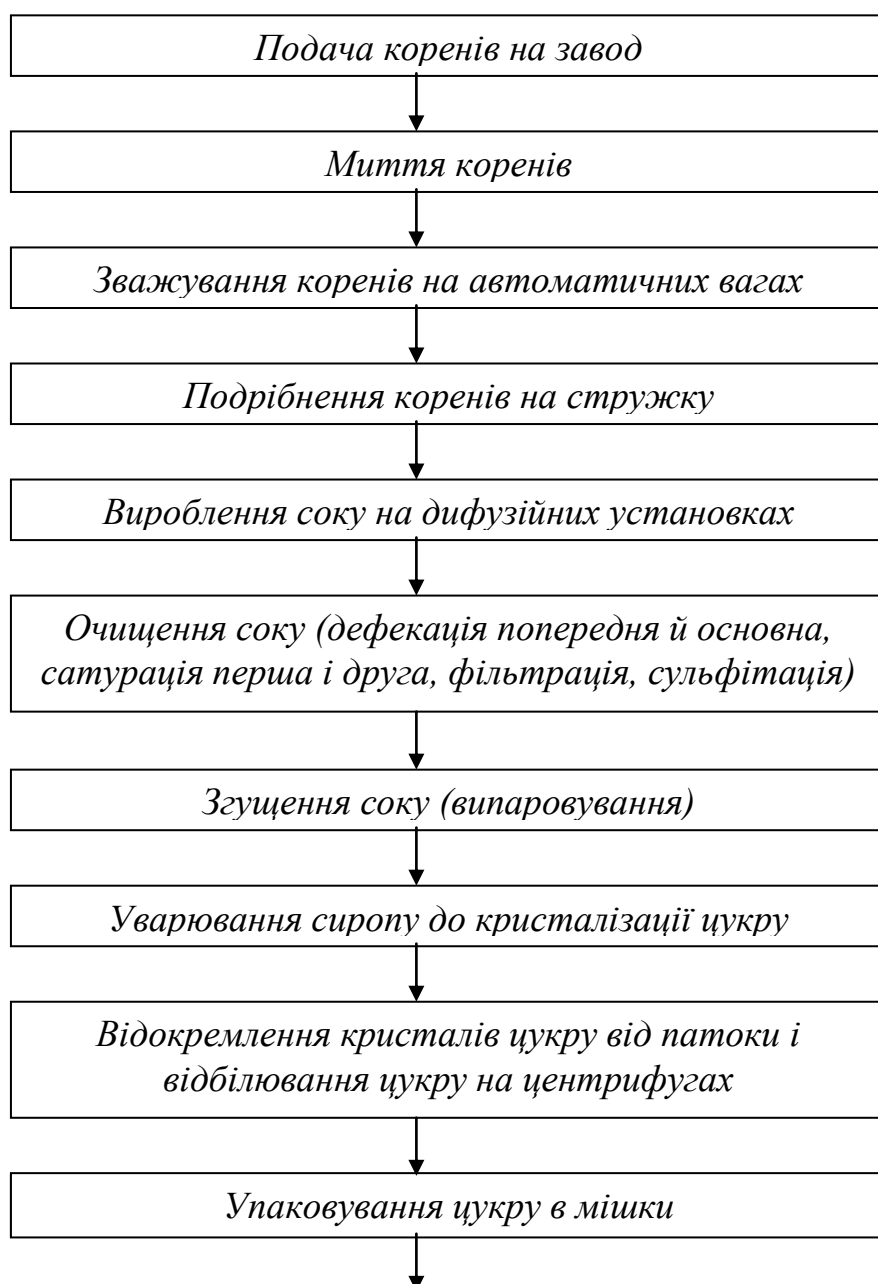 Подача коренів на завод
Миття коренів
Зважування коренів на автоматичних вагах
Подрібнення коренів на стружку
Вироблення соку на дифузійних установках
Очищення соку (дефекація попередня й основна,
сатурація перша і друга, фільтрація, сульфітація)
Згущення соку (випаровування)
Уварювання сиропу до кристалізації цукру
Відокремлення кристалів цукру від патоки і
відбілювання цукру на центрифугах
Упаковування цукру в мішки